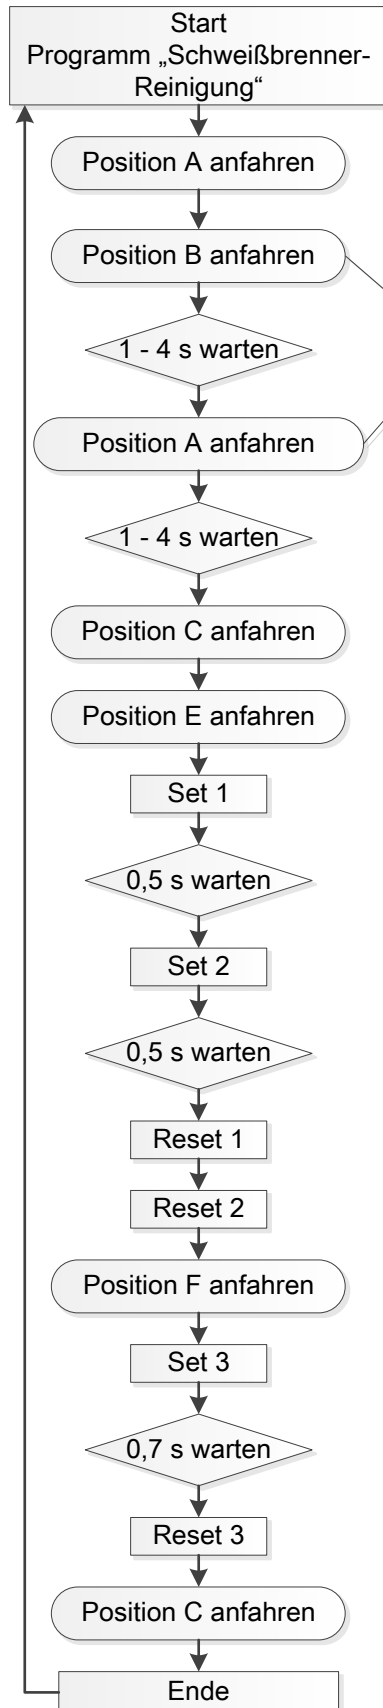 Start
Programm „Schweißbrenner-
Reinigung“
Position A anfahren
Position B anfahren
1 - 4 s warten
Position A anfahren
1 - 4 s warten
Position C anfahren
Position E anfahren
Set 1
0,5 s warten
Set 2
0,5 s warten
Reset 1
Reset 2
Position F anfahren
Set 3
0,7 s warten
Reset 3
Position C anfahren
Ende